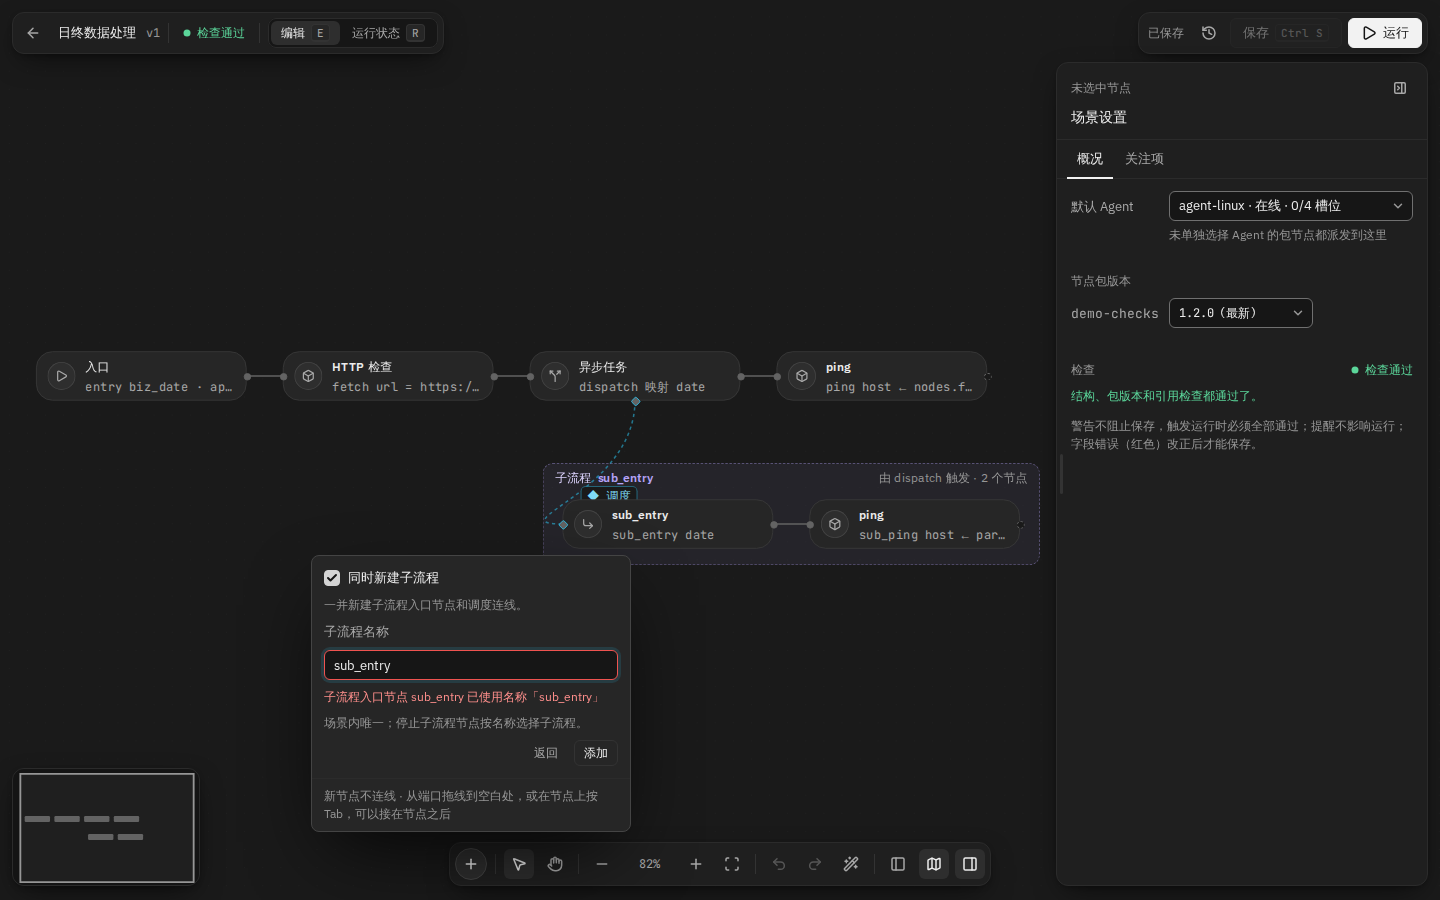 日终数据处理 v1 检查通过 编辑 E 运行状态 R
已保存 保存 Ctrl S 运行
未选中节点
场景设置
概况 关注项
默认 Agent agent-linux · 在线 · 0/4 槽位
未单独选择 Agent 的包节点都派发到这里
节点包版本
demo-checks 1.2.0 (最新)
检查 检查通过
结构、包版本和引用检查都通过了。
警告不阻止保存，触发运行时必须全部通过；提醒不影响运行；
字段错误（红色）改正后才能保存。
入口
entry biz_date · ap…
HTTP 检查
fetch url = https:/…
异步任务
dispatch 映射 date
ping
ping host ← nodes.f…
子流程 sub_entry 由 dispatch 触发 · 2 个节点
调度
sub_entry
sub_entry date
ping
sub_ping host ← par…
同时新建子流程
一并新建子流程入口节点和调度连线。
子流程名称
sub_entry
子流程入口节点 sub_entry 已使用名称「sub_entry」
场景内唯一；停止子流程节点按名称选择子流程。
返回 添加
新节点不连线 · 从端口拖线到空白处，或在节点上按
Tab，可以接在节点之后
82%